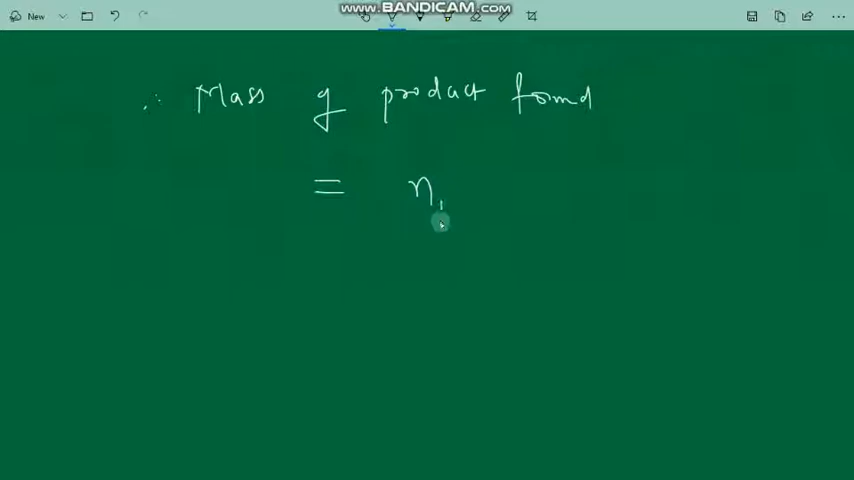 www.BANDICAM.com
New
∴ Mass of product formed
= n₁